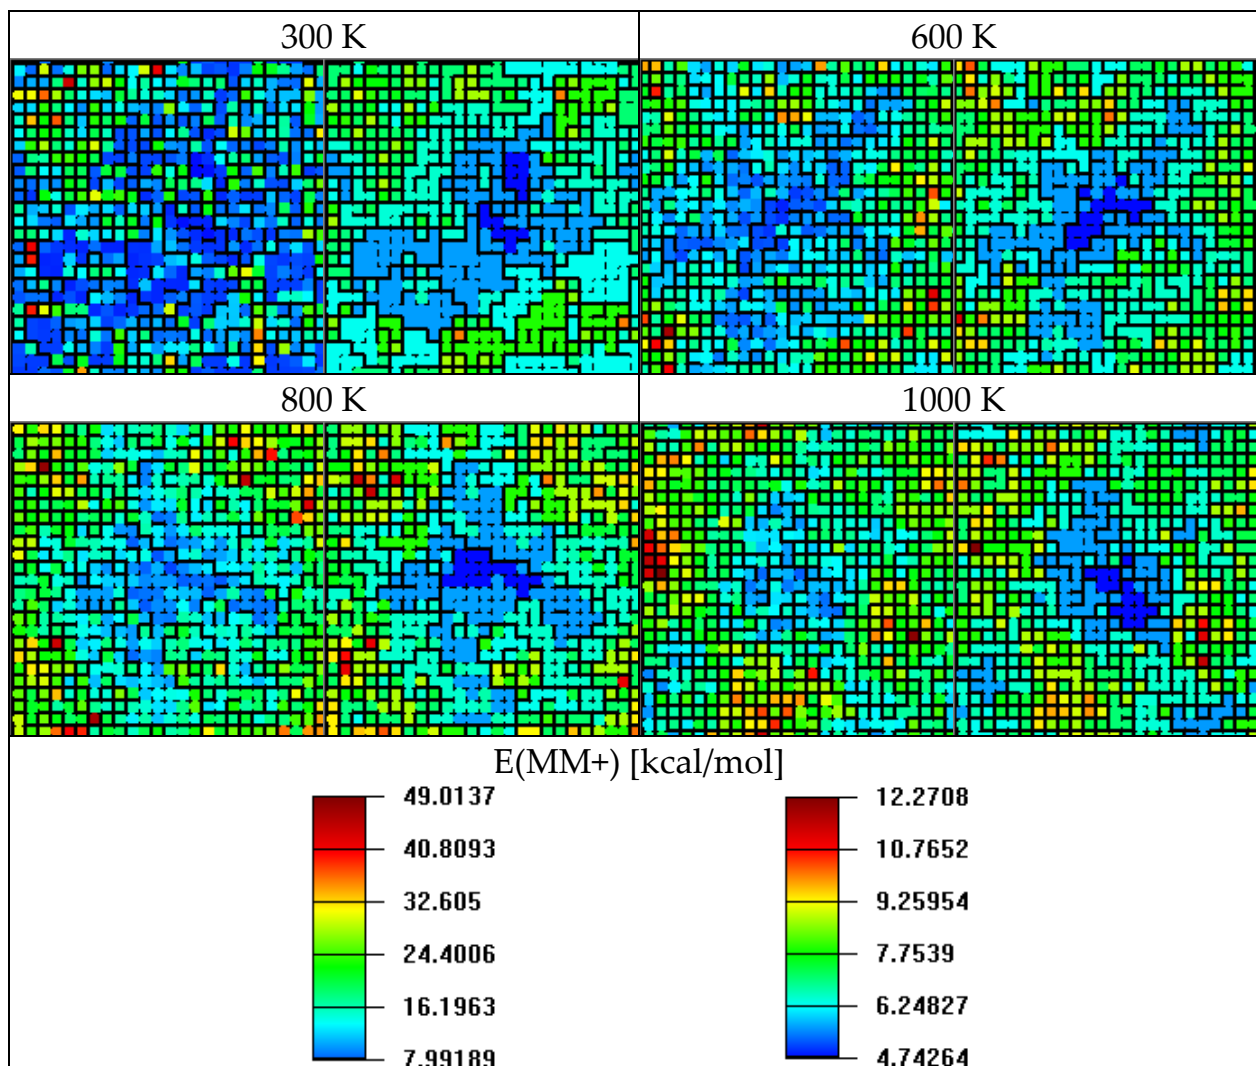 300 K
600 K
800 K
1000 K
E(MM+) [kcal/mol]
49.0137
40.8093
32.605
24.4006
16.1963
7.99189
12.2708
10.7652
9.25954
7.7539
6.24827
4.74264